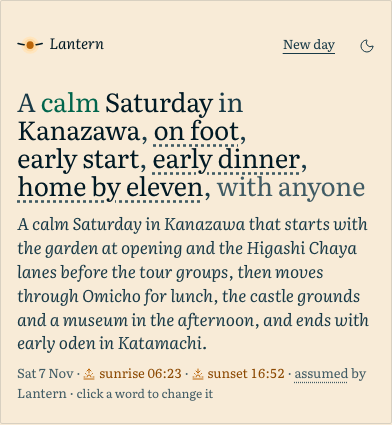 Lantern
New day
A calm Saturday in
Kanazawa, on foot,
early start, early dinner,
home by eleven, with anyone
A calm Saturday in Kanazawa that starts with
the garden at opening and the Higashi Chaya
lanes before the tour groups, then moves
through Omicho for lunch, the castle grounds
and a museum in the afternoon, and ends with
early oden in Katamachi.
Sat 7 Nov · sunrise 06:23 · sunset 16:52 · assumed by
Lantern · click a word to change it